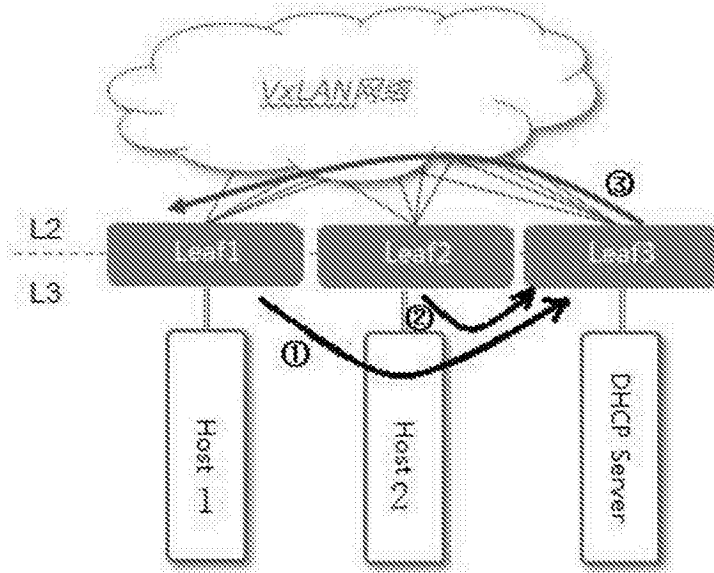 VxLAN网络
③
L2
Leaf1
Leaf2
Leaf3
L3
②
①
Host 1
Host 2
DHCP Server